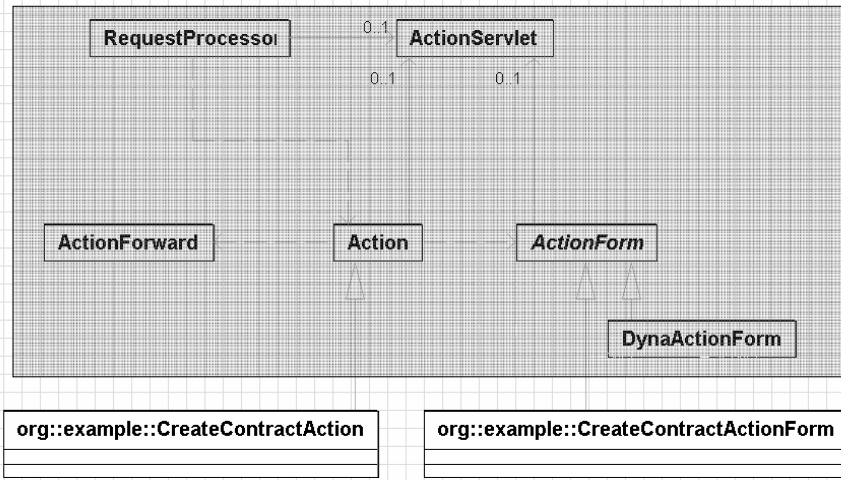 RequestProcessor
0..1
ActionServlet
0..1
0..1
ActionForward
Action
ActionForm
DynaActionForm
org::example::CreateContractAction
org::example::CreateContractActionForm